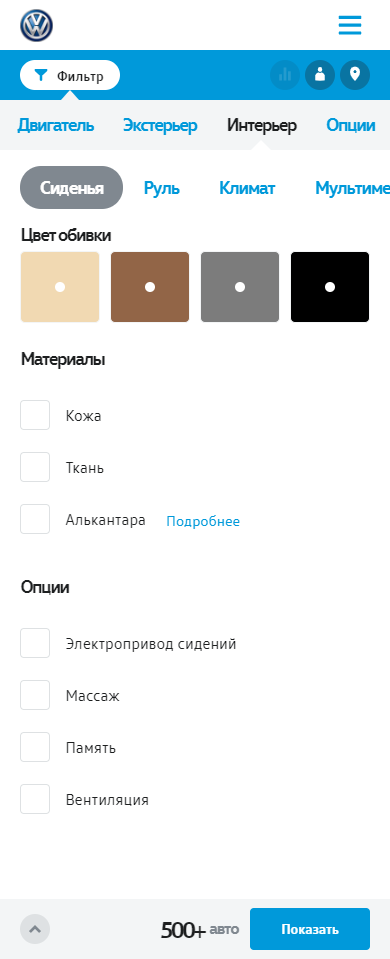 Фильтр
Двигатель Экстерьер Интерьер Опции
Сиденья Руль Климат Мультиме
Цвет обивки
Материалы
Кожа
Ткань
Алькантара Подробнее
Опции
Электропривод сидений
Массаж
Память
Вентиляция
500+ авто Показать